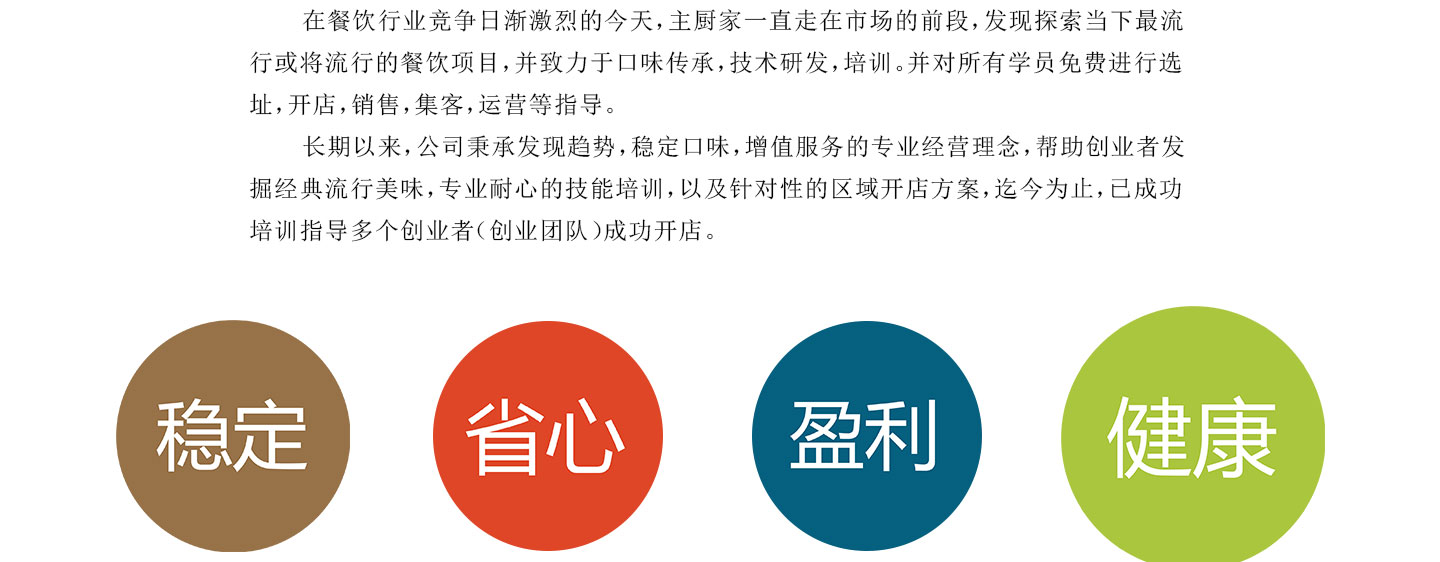 在餐饮行业竞争日渐激烈的今天，主厨家一直走在市场的前段，发现探索当下最流
行或将流行的餐饮项目，并致力于口味传承，技术研发，培训。并对所有学员免费进行选
址，开店，销售，集客，运营等指导。
长期以来，公司秉承发现趋势，稳定口味，增值服务的专业经营理念，帮助创业者发
掘经典流行美味，专业耐心的技能培训，以及针对性的区域开店方案，迄今为止，已成功
培训指导多个创业者（创业团队）成功开店。
稳定
省心
盈利
健康